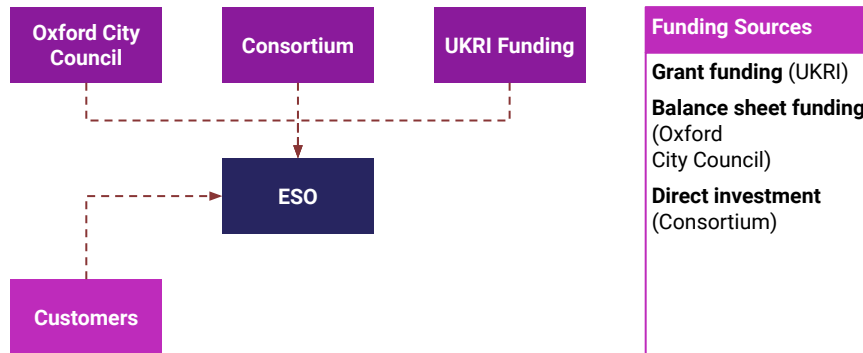 Oxford City
Council
Consortium
UKRI Funding
ESO
Customers
Funding Sources
Grant funding (UKRI)
Balance sheet funding
(Oxford
City Council)
Direct investment
(Consortium)